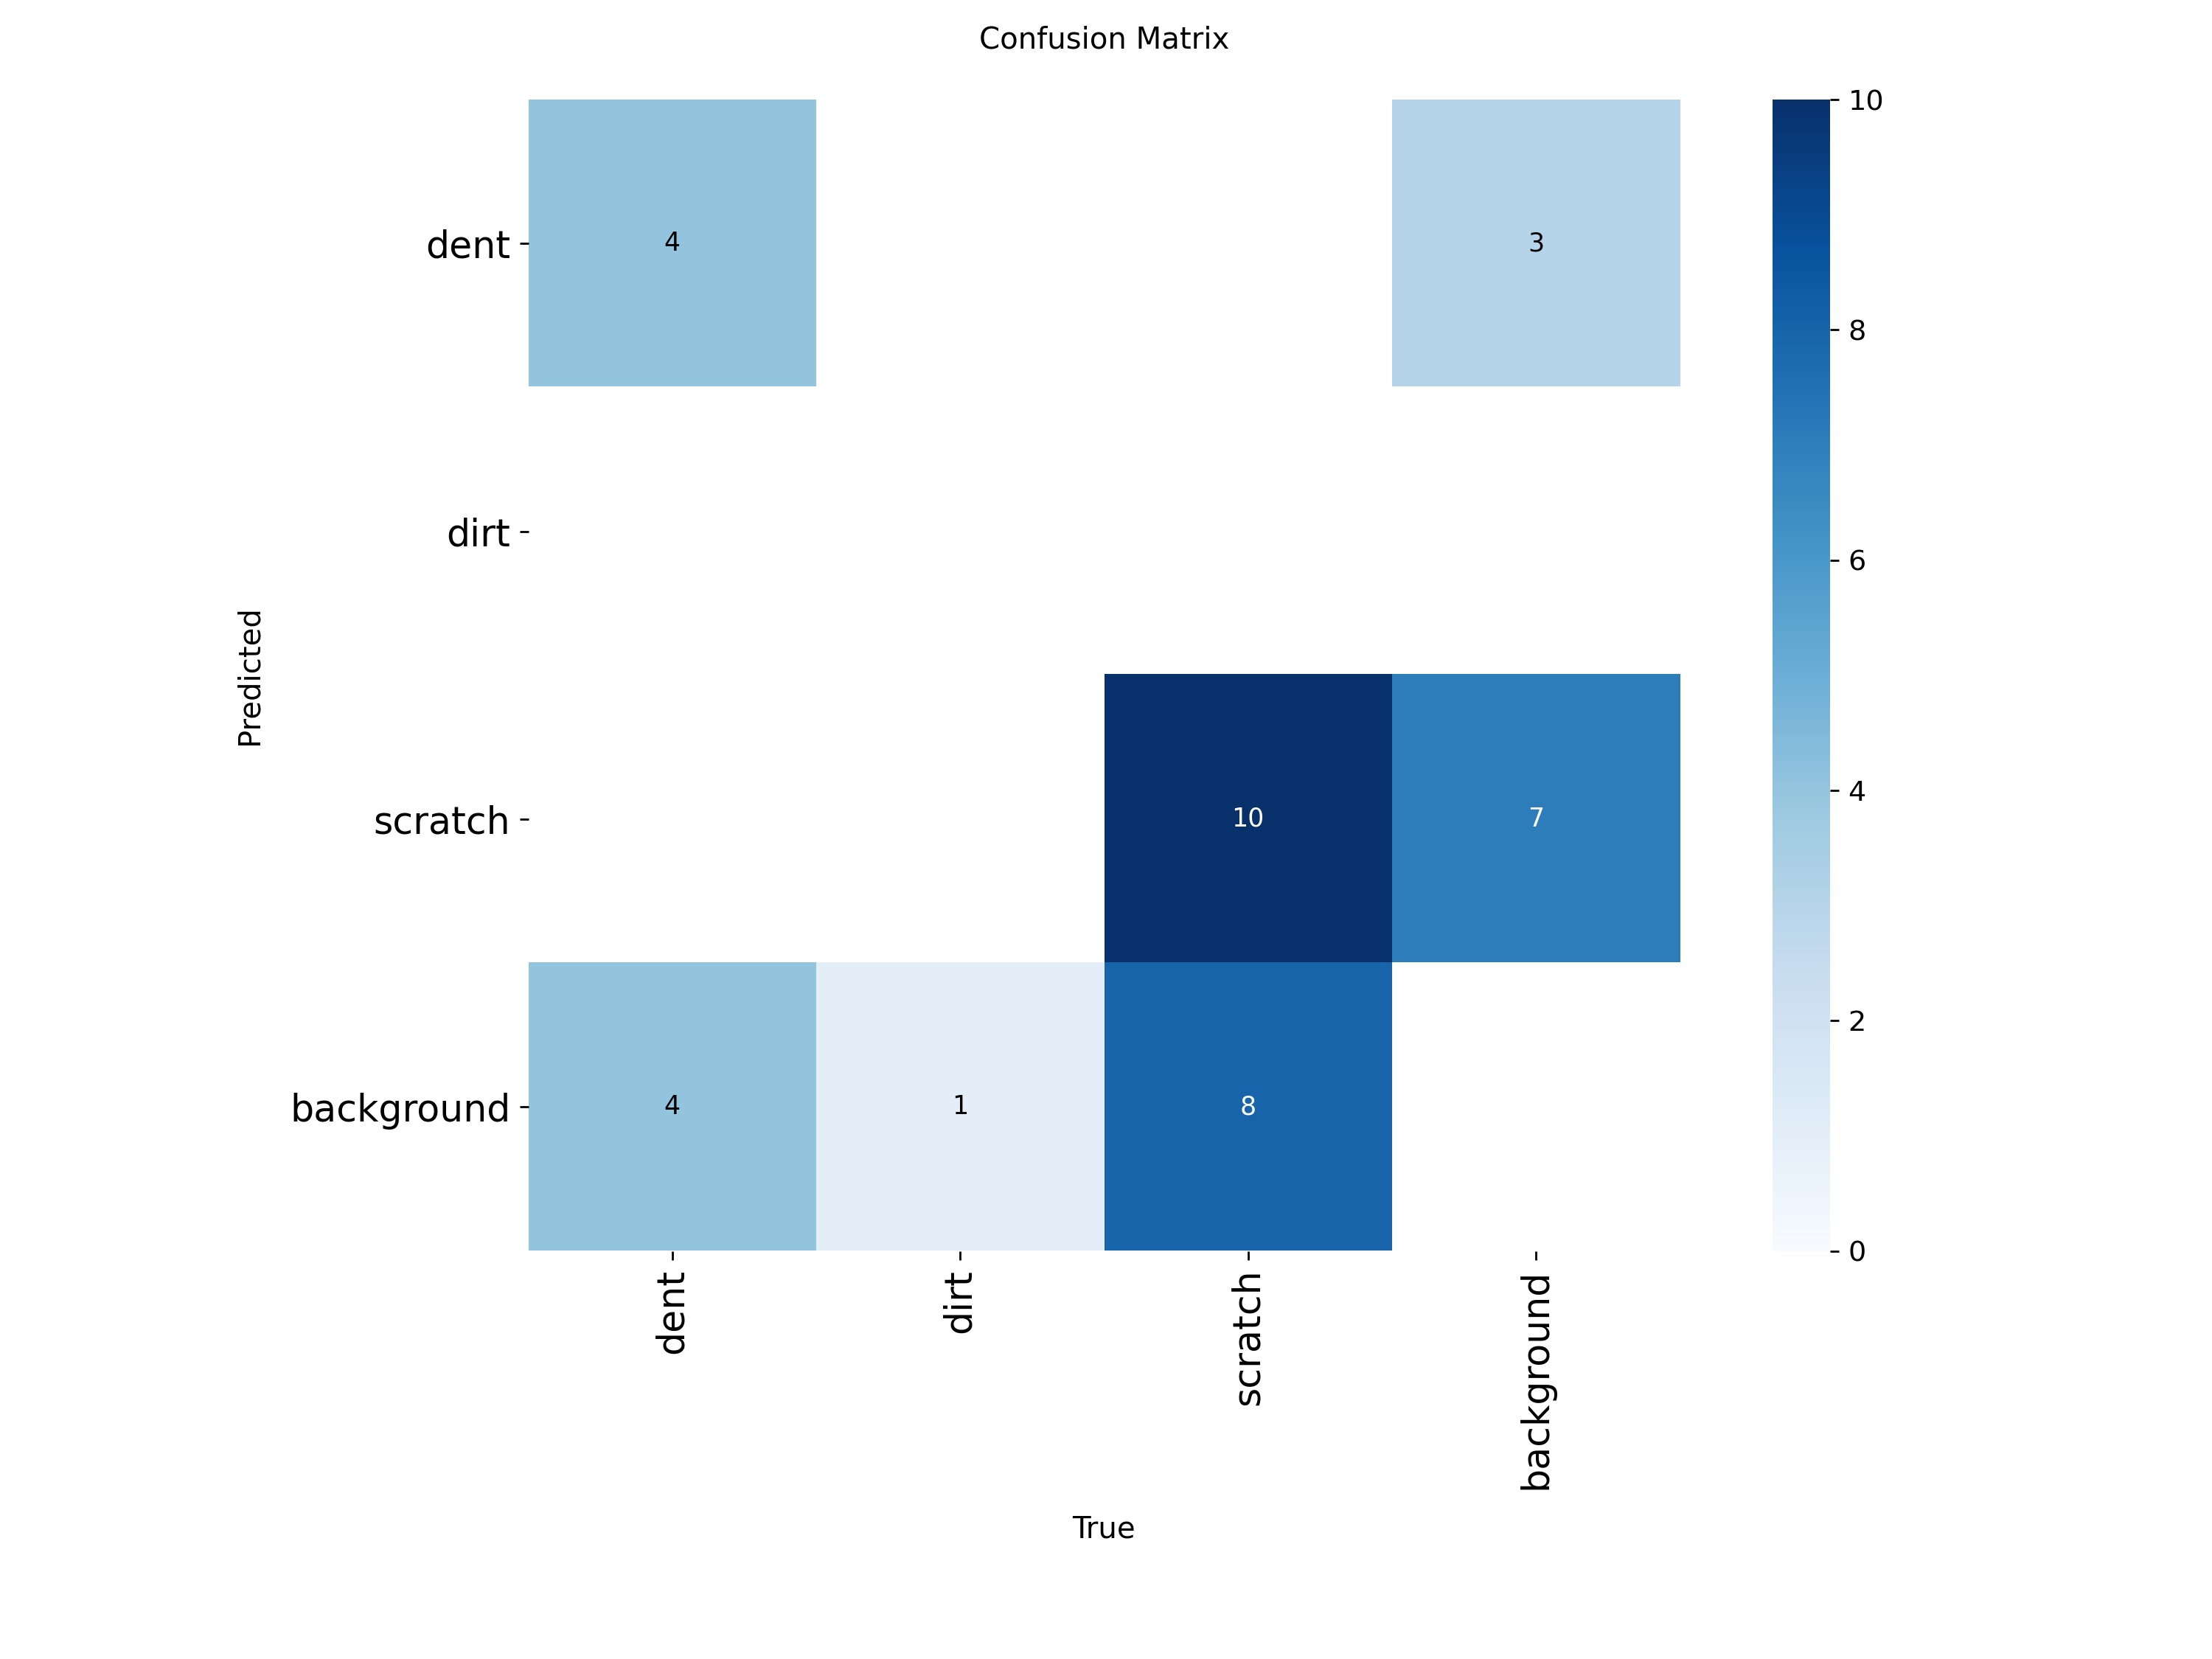 Confusion Matrix
dent
4
3
dirt
scratch
10
7
background
4
1
8
Predicted
dent
dirt
scratch
background
True
10
8
6
4
2
0